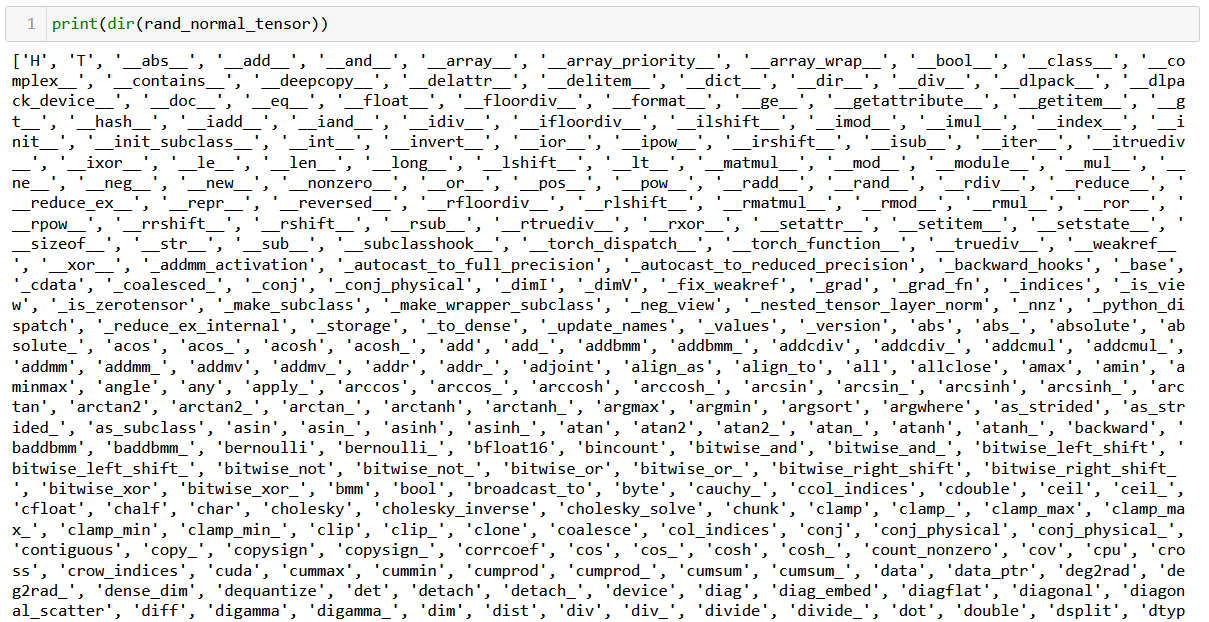 1 print(dir(rand_normal_tensor))
['H', 'T', '__abs__', '__add__', '__and__', '__array__', '__array_priority__', '__array_wrap__', '__bool__', '__class__', '__co
mplex__', '__contains__', '__deepcopy__', '__delattr__', '__delitem__', '__dict__', '__dir__', '__div__', '__dlpack__', '__dlpa
ck_device__', '__doc__', '__eq__', '__float__', '__floordiv__', '__format__', '__ge__', '__getattribute__', '__getitem__', '__g
t__', '__hash__', '__iadd__', '__iand__', '__idiv__', '__ifloordiv__', '__ilshift__', '__imod__', '__imul__', '__index__', '__i
nit__', '__init_subclass__', '__int__', '__invert__', '__ior__', '__ipow__', '__irshift__', '__isub__', '__iter__', '__itruediv
__', '__ixor__', '__le__', '__len__', '__long__', '__lshift__', '__lt__', '__matmul__', '__mod__', '__module__', '__mul__', '__
ne__', '__neg__', '__new__', '__nonzero__', '__or__', '__pos__', '__pow__', '__radd__', '__rand__', '__rdiv__', '__reduce__', '
__reduce_ex__', '__repr__', '__reversed__', '__rfloordiv__', '__rlshift__', '__rmatmul__', '__rmod__', '__rmul__', '__ror__', '
__rpow__', '__rrshift__', '__rshift__', '__rsub__', '__rtruediv__', '__rxor__', '__setattr__', '__setitem__', '__setstate__', '
__sizeof__', '__str__', '__sub__', '__subclasshook__', '__torch_dispatch__', '__torch_function__', '__truediv__', '__weakref__
', '__xor__', '_addmm_activation', '_autocast_to_full_precision', '_autocast_to_reduced_precision', '_backward_hooks', '_base',
'_cdata', '_coalesced_', '_conj', '_conj_physical', '_dimI', '_dimV', '_fix_weakref', '_grad', '_grad_fn', '_indices', '_is_vie
w', '_is_zerotensor', '_make_subclass', '_make_wrapper_subclass', '_neg_view', '_nested_tensor_layer_norm', '_nnz', '_python_di
spatch', '_reduce_ex_internal', '_storage', '_to_dense', '_update_names', '_values', '_version', 'abs', 'abs_', 'absolute', 'ab
solute_', 'acos', 'acos_', 'acosh', 'acosh_', 'add', 'add_', 'addbmm', 'addbmm_', 'addcdiv', 'addcdiv_', 'addcmul', 'addcmul_',
'addmm', 'addmm_', 'addmv', 'addmv_', 'addr', 'addr_', 'adjoint', 'align_as', 'align_to', 'all', 'allclose', 'amax', 'amin', 'a
minmax', 'angle', 'any', 'apply_', 'arccos', 'arccos_', 'arccosh', 'arccosh_', 'arcsin', 'arcsin_', 'arcsinh', 'arcsinh_', 'arc
tan', 'arctan2', 'arctan2_', 'arctan_', 'arctanh', 'arctanh_', 'argmax', 'argmin', 'argsort', 'argwhere', 'as_strided', 'as_str
ided_', 'as_subclass', 'asin', 'asin_', 'asinh', 'asinh_', 'atan', 'atan2', 'atan2_', 'atan_', 'atanh', 'atanh_', 'backward', '
baddbmm', 'baddbmm_', 'bernoulli', 'bernoulli_', 'bfloat16', 'bincount', 'bitwise_and', 'bitwise_and_', 'bitwise_left_shift', '
bitwise_left_shift_', 'bitwise_not', 'bitwise_not_', 'bitwise_or', 'bitwise_or_', 'bitwise_right_shift', 'bitwise_right_shift_
', 'bitwise_xor', 'bitwise_xor_', 'bmm', 'bool', 'broadcast_to', 'byte', 'cauchy_', 'ccol_indices', 'cdouble', 'ceil', 'ceil_',
'cfloat', 'chalf', 'char', 'cholesky', 'cholesky_inverse', 'cholesky_solve', 'chunk', 'clamp', 'clamp_', 'clamp_max', 'clamp_ma
x_', 'clamp_min', 'clamp_min_', 'clip', 'clip_', 'clone', 'coalesce', 'col_indices', 'conj', 'conj_physical', 'conj_physical_',
'contiguous', 'copy_', 'copysign', 'copysign_', 'corrcoef', 'cos', 'cos_', 'cosh', 'cosh_', 'count_nonzero', 'cov', 'cpu', 'cro
ss', 'crow_indices', 'cuda', 'cummax', 'cummin', 'cumprod', 'cumprod_', 'cumsum', 'cumsum_', 'data', 'data_ptr', 'deg2rad', 'de
g2rad_', 'dense_dim', 'dequantize', 'det', 'detach', 'detach_', 'device', 'diag', 'diag_embed', 'diagflat', 'diagonal', 'diagon
al_scatter', 'diff', 'digamma', 'digamma_', 'dim', 'dist', 'div', 'div_', 'divide', 'divide_', 'dot', 'double', 'dsplit', 'dtyp